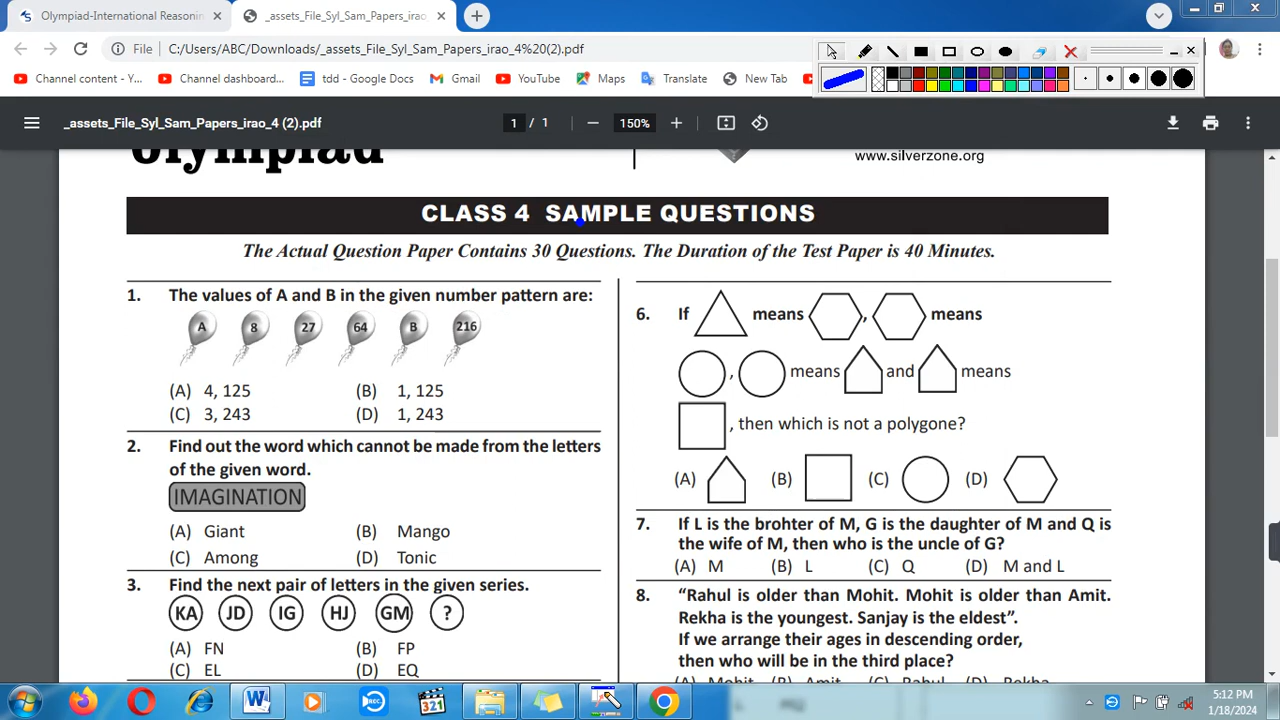 Olympiad-International Reasonin
_assets_File_Syl_Sam_Papers_irao_
File
C:/Users/ABC/Downloads/_assets_File_Syl_Sam_Papers_irao_4%20(2).pdf
Channel content - Y...
Channel dashboard...
tbd - Google Docs
Gmail
YouTube
Maps
Translate
New Tab
_assets_File_Syl_Sam_Papers_irao_4 (2).pdf
1 / 1
150%
olympiad
www.silverzone.org
CLASS 4 SAMPLE QUESTIONS
The Actual Question Paper Contains 30 Questions. The Duration of the Test Paper is 40 Minutes.
1. The values of A and B in the given number pattern are:
A 8 27 64 B 216
(A) 4, 125 (B) 1, 125
(C) 3, 243 (D) 1, 243
2. Find out the word which cannot be made from the letters
of the given word.
IMAGINATION
(A) Giant (B) Mango
(C) Among (D) Tonic
3. Find the next pair of letters in the given series.
KA JD IG HJ GM ?
(A) FN (B) FP
(C) EL (D) EQ
6. If means , means
, means and means
, then which is not a polygone?
(A) (B) (C) (D)
7. If L is the brohter of M, G is the daughter of M and Q is
the wife of M, then who is the uncle of G?
(A) M (B) L (C) Q (D) M and L
8. "Rahul is older than Mohit. Mohit is older than Amit.
Rekha is the youngest. Sanjay is the eldest".
If we arrange their ages in descending order,
then who will be in the third place?
(A) Mohit (B) Amit (C) Rahul (D) Rekha
REC
321
5:12 PM
1/18/2024